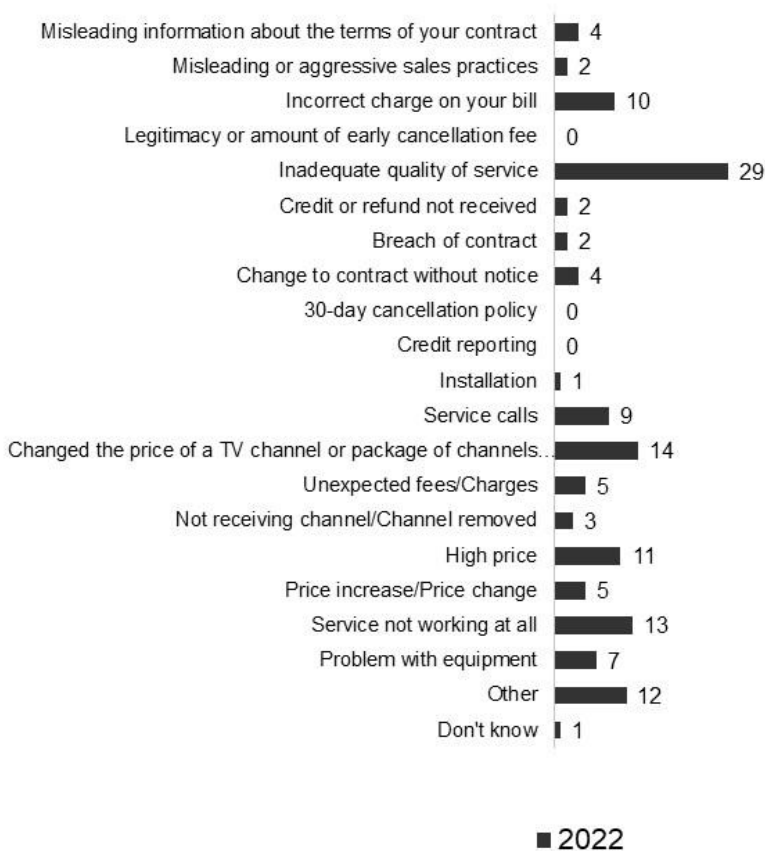 Misleading information about the terms of your contract 4
Misleading or aggressive sales practices 2
Incorrect charge on your bill 10
Legitimacy or amount of early cancellation fee 0
Inadequate quality of service 29
Credit or refund not received 2
Breach of contract 2
Change to contract without notice 4
30-day cancellation policy 0
Credit reporting 0
Installation 1
Service calls 9
Changed the price of a TV channel or package of channels... 14
Unexpected fees/Charges 5
Not receiving channel/Channel removed 3
High price 11
Price increase/Price change 5
Service not working at all 13
Problem with equipment 7
Other 12
Don't know 1
2022